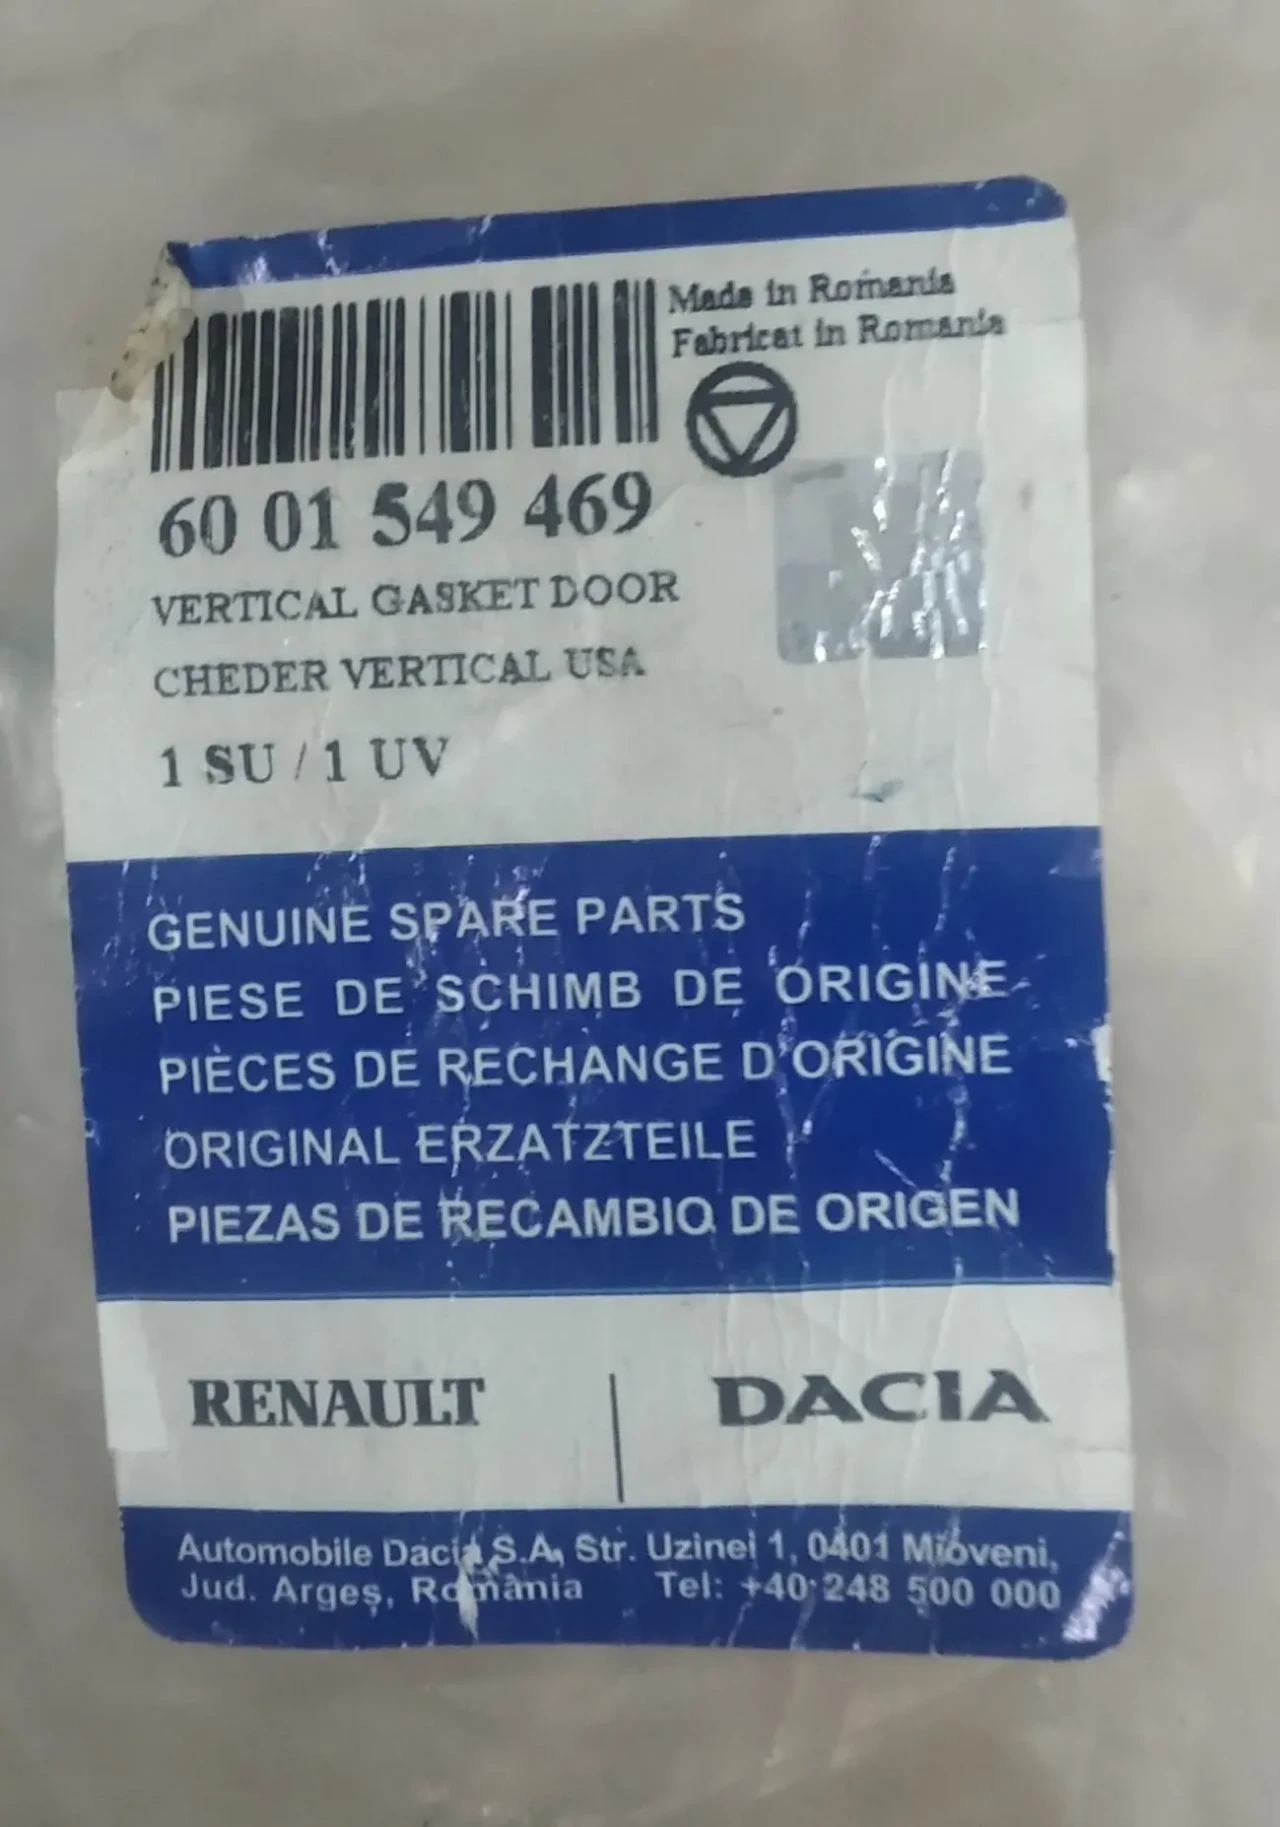 Made in Romania
Fabricat in Romania
60 01 549 469
VERTICAL GASKET DOOR
CHEDER VERTICAL USA
1 SU / 1 UV
GENUINE SPARE PARTS
PIESE DE SCHIMB DE ORIGINE
PIÈCES DE RECHANGE D'ORIGINE
ORIGINAL ERZATZTEILE
PIEZAS DE RECAMBIO DE ORIGEN
RENAULT | DACIA
Automobile Dacia S.A, Str. Uzinei 1, 0401 Mioveni,
Jud. Argeş, România Tel: +40 248 500 000